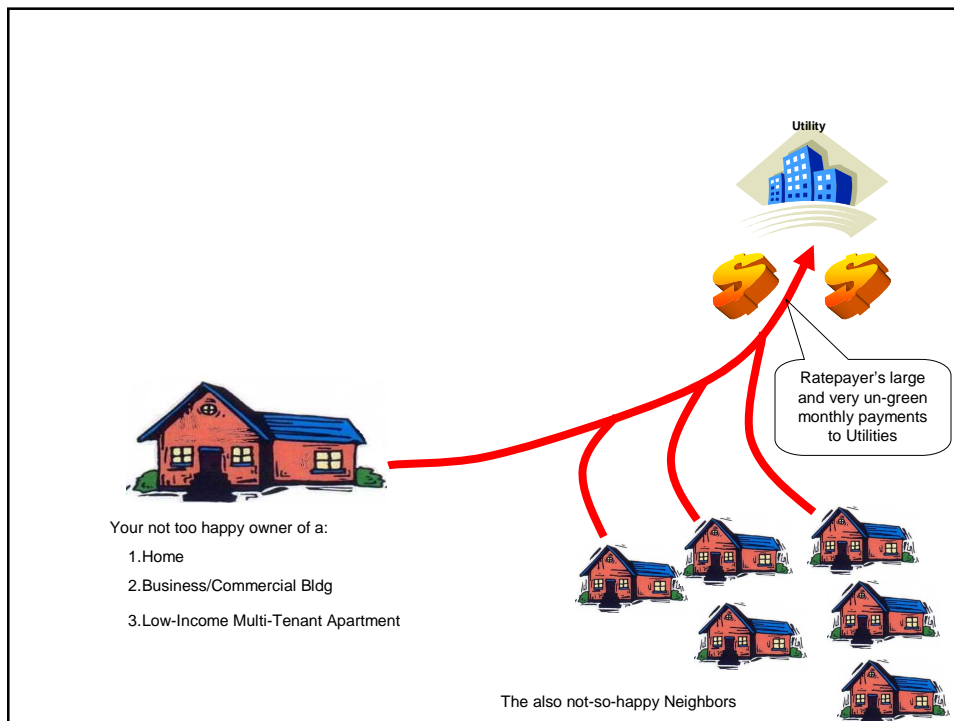 Utility
Ratepayer's large
and very un-green
monthly payments
to Utilities
Your not too happy owner of a:
1.Home
2.Business/Commercial Bldg
3.Low-Income Multi-Tenant Apartment
The also not-so-happy Neighbors